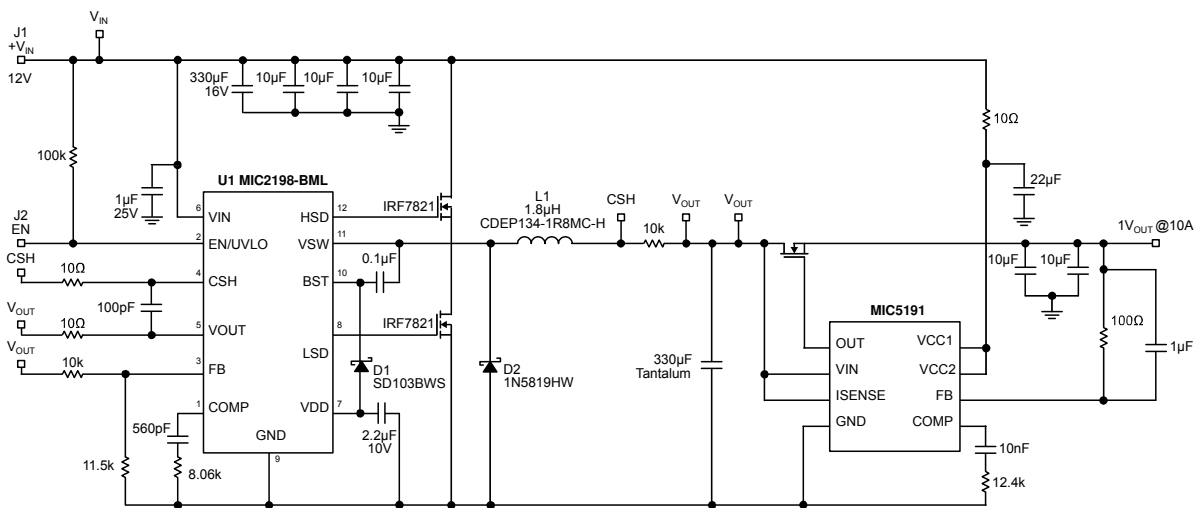 J1
+VIN
12V
VIN
330µF
16V
10µF
10µF
10µF
10Ω
100k
1µF
25V
22µF
U1 MIC2198-BML
6
VIN
2
EN/UVLO
4
CSH
5
VOUT
3
FB
1
COMP
GND
9
HSD
12
VSW
11
BST
10
8
LSD
VDD
7
J2
EN
CSH
10Ω
100pF
VOUT
10Ω
VOUT
10k
11.5k
560pF
8.06k
IRF7821
0.1µF
IRF7821
D1
SD103BWS
2.2µF
10V
D2
1N5819HW
L1
1.8µH
CDEP134-1R8MC-H
CSH
10k
VOUT
VOUT
330µF
Tantalum
MIC5191
OUT
VIN
ISENSE
GND
VCC1
VCC2
FB
COMP
10nF
12.4k
1VOUT@10A
10µF
10µF
100Ω
1µF